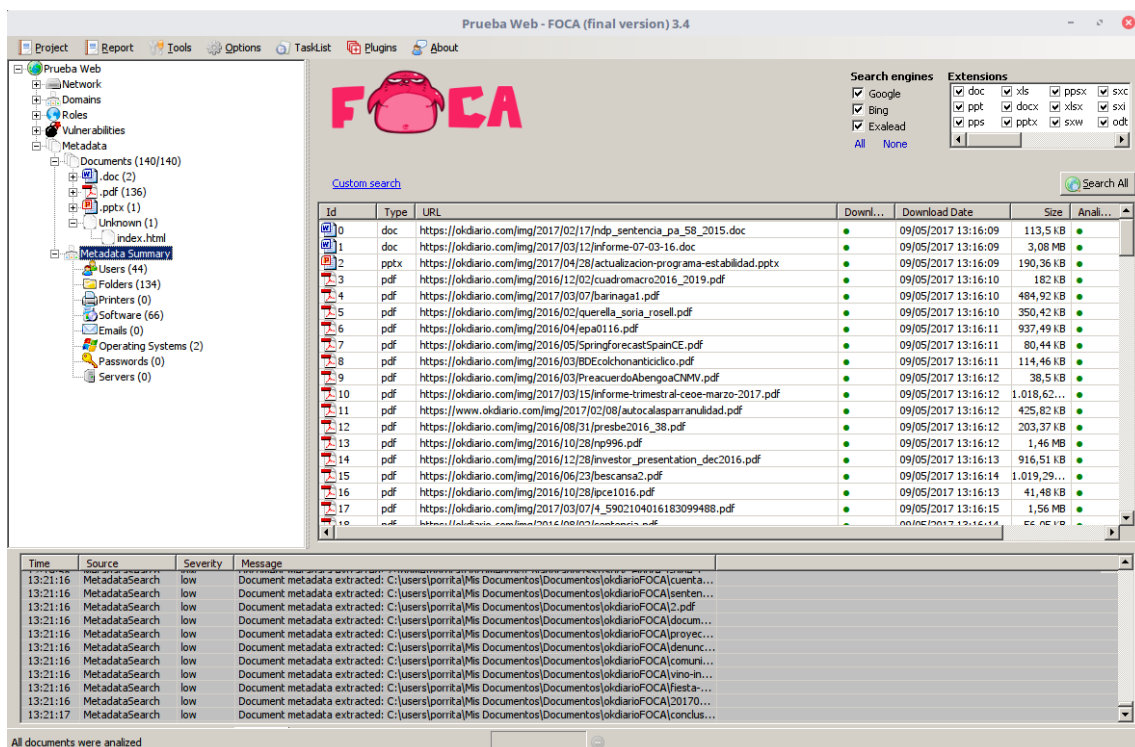 Prueba Web - FOCA (final version) 3.4
Project Report Tools Options TaskList Plugins About
Prueba Web
Network
Domains
Roles
Vulnerabilities
Metadata
Documents (140/140)
.doc (2)
.pdf (136)
.pptx (1)
Unknown (1)
index.html
Metadata Summary
Users (44)
Folders (134)
Printers (0)
Software (66)
Emails (0)
Operating Systems (2)
Passwords (0)
Servers (0)
FOCA
Search engines
Google
Bing
Exalead
All None
Extensions
doc xls ppsx sxc
ppt docx xlsx sxi
pps pptx sxw odt
Custom search
Search All
Id Type URL Downl... Download Date Size Anali...
0 doc https://okdiario.com/img/2017/02/17/ndp_sentencia_pa_58_2015.doc 09/05/2017 13:16:09 113,5 KB
1 doc https://okdiario.com/img/2017/03/12/informe-07-03-16.doc 09/05/2017 13:16:09 3,08 MB
2 pptx https://okdiario.com/img/2017/04/28/actualizacion-programa-estabilidad.pptx 09/05/2017 13:16:09 190,36 KB
3 pdf https://okdiario.com/img/2016/12/02/cuadromacro2016_2019.pdf 09/05/2017 13:16:10 182 KB
4 pdf https://okdiario.com/img/2017/03/07/barinaga1.pdf 09/05/2017 13:16:10 484,92 KB
5 pdf https://okdiario.com/img/2016/02/querella_soria_rosell.pdf 09/05/2017 13:16:10 350,42 KB
6 pdf https://okdiario.com/img/2016/04/epa0116.pdf 09/05/2017 13:16:11 937,49 KB
7 pdf https://okdiario.com/img/2016/05/SpringforecastSpainCE.pdf 09/05/2017 13:16:11 80,44 KB
8 pdf https://okdiario.com/img/2016/03/BDEcolchonanticiclico.pdf 09/05/2017 13:16:11 114,46 KB
9 pdf https://okdiario.com/img/2016/03/PreacuerdoAbengoaCNMV.pdf 09/05/2017 13:16:12 38,5 KB
10 pdf https://okdiario.com/img/2017/03/15/informe-trimestral-ceoe-marzo-2017.pdf 09/05/2017 13:16:12 1.018,62...
11 pdf https://www.okdiario.com/img/2017/02/08/autocalasparranulidad.pdf 09/05/2017 13:16:12 425,82 KB
12 pdf https://okdiario.com/img/2016/08/31/presbe2016_38.pdf 09/05/2017 13:16:12 203,37 KB
13 pdf https://okdiario.com/img/2016/10/28/np996.pdf 09/05/2017 13:16:12 1,46 MB
14 pdf https://okdiario.com/img/2016/12/28/investor_presentation_dec2016.pdf 09/05/2017 13:16:13 916,51 KB
15 pdf https://okdiario.com/img/2016/06/23/bescansa2.pdf 09/05/2017 13:16:14 1.019,29...
16 pdf https://okdiario.com/img/2016/10/28/ipce1016.pdf 09/05/2017 13:16:13 41,48 KB
17 pdf https://okdiario.com/img/2017/03/07/4_5902104016183099488.pdf 09/05/2017 13:16:15 1,56 MB
18 pdf https://okdiario.com/img/2016/08/02/sentencia.pdf 09/05/2017 13:16:14 56,05 KB
Time Source Severity Message
13:21:16 MetadataSearch low Document metadata extracted: C:\users\porrita\Mis Documentos\Documentos\okdiarioFOCA\cuenta...
13:21:16 MetadataSearch low Document metadata extracted: C:\users\porrita\Mis Documentos\Documentos\okdiarioFOCA\senten...
13:21:16 MetadataSearch low Document metadata extracted: C:\users\porrita\Mis Documentos\Documentos\okdiarioFOCA\2.pdf
13:21:16 MetadataSearch low Document metadata extracted: C:\users\porrita\Mis Documentos\Documentos\okdiarioFOCA\docum...
13:21:16 MetadataSearch low Document metadata extracted: C:\users\porrita\Mis Documentos\Documentos\okdiarioFOCA\proyec...
13:21:16 MetadataSearch low Document metadata extracted: C:\users\porrita\Mis Documentos\Documentos\okdiarioFOCA\denunc...
13:21:16 MetadataSearch low Document metadata extracted: C:\users\porrita\Mis Documentos\Documentos\okdiarioFOCA\comuni...
13:21:16 MetadataSearch low Document metadata extracted: C:\users\porrita\Mis Documentos\Documentos\okdiarioFOCA\vino-in...
13:21:16 MetadataSearch low Document metadata extracted: C:\users\porrita\Mis Documentos\Documentos\okdiarioFOCA\fiesta-...
13:21:16 MetadataSearch low Document metadata extracted: C:\users\porrita\Mis Documentos\Documentos\okdiarioFOCA\20170...
13:21:17 MetadataSearch low Document metadata extracted: C:\users\porrita\Mis Documentos\Documentos\okdiarioFOCA\conclus...
All documents were analized